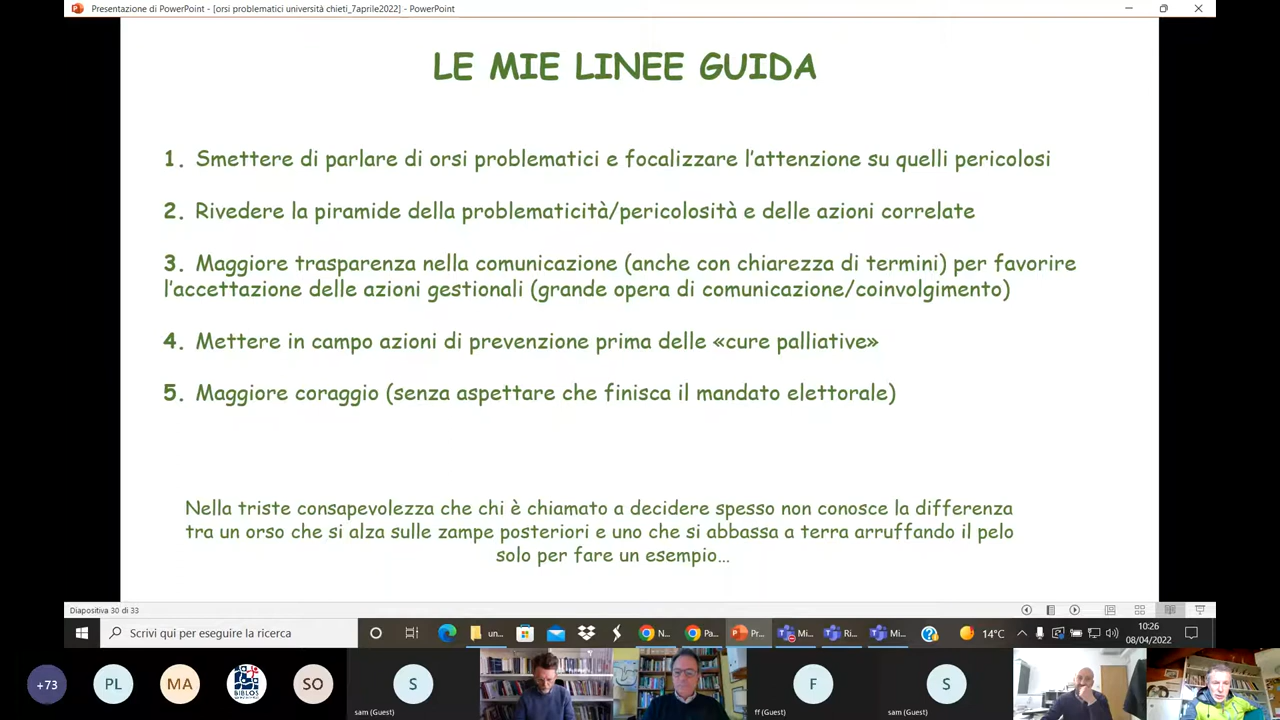 Presentazione di PowerPoint - [orsi problematici università chieti_7aprile2022] - PowerPoint
LE MIE LINEE GUIDA
1. Smettere di parlare di orsi problematici e focalizzare l'attenzione su quelli pericolosi
2. Rivedere la piramide della problematicità/pericolosità e delle azioni correlate
3. Maggiore trasparenza nella comunicazione (anche con chiarezza di termini) per favorire
l'accettazione delle azioni gestionali (grande opera di comunicazione/coinvolgimento)
4. Mettere in campo azioni di prevenzione prima delle «cure palliative»
5. Maggiore coraggio (senza aspettare che finisca il mandato elettorale)
Nella triste consapevolezza che chi è chiamato a decidere spesso non conosce la differenza
tra un orso che si alza sulle zampe posteriori e uno che si abbassa a terra arruffando il pelo
solo per fare un esempio…
Diapositiva 30 di 33
Scrivi qui per eseguire la ricerca
un...
N...
Pa...
Pr...
Mi...
Ri...
Mi...
14°C
10:26
08/04/2022
+73
PL
MA
BIBLOS
SO
S
sam (Guest)
F
ff (Guest)
S
sam (Guest)